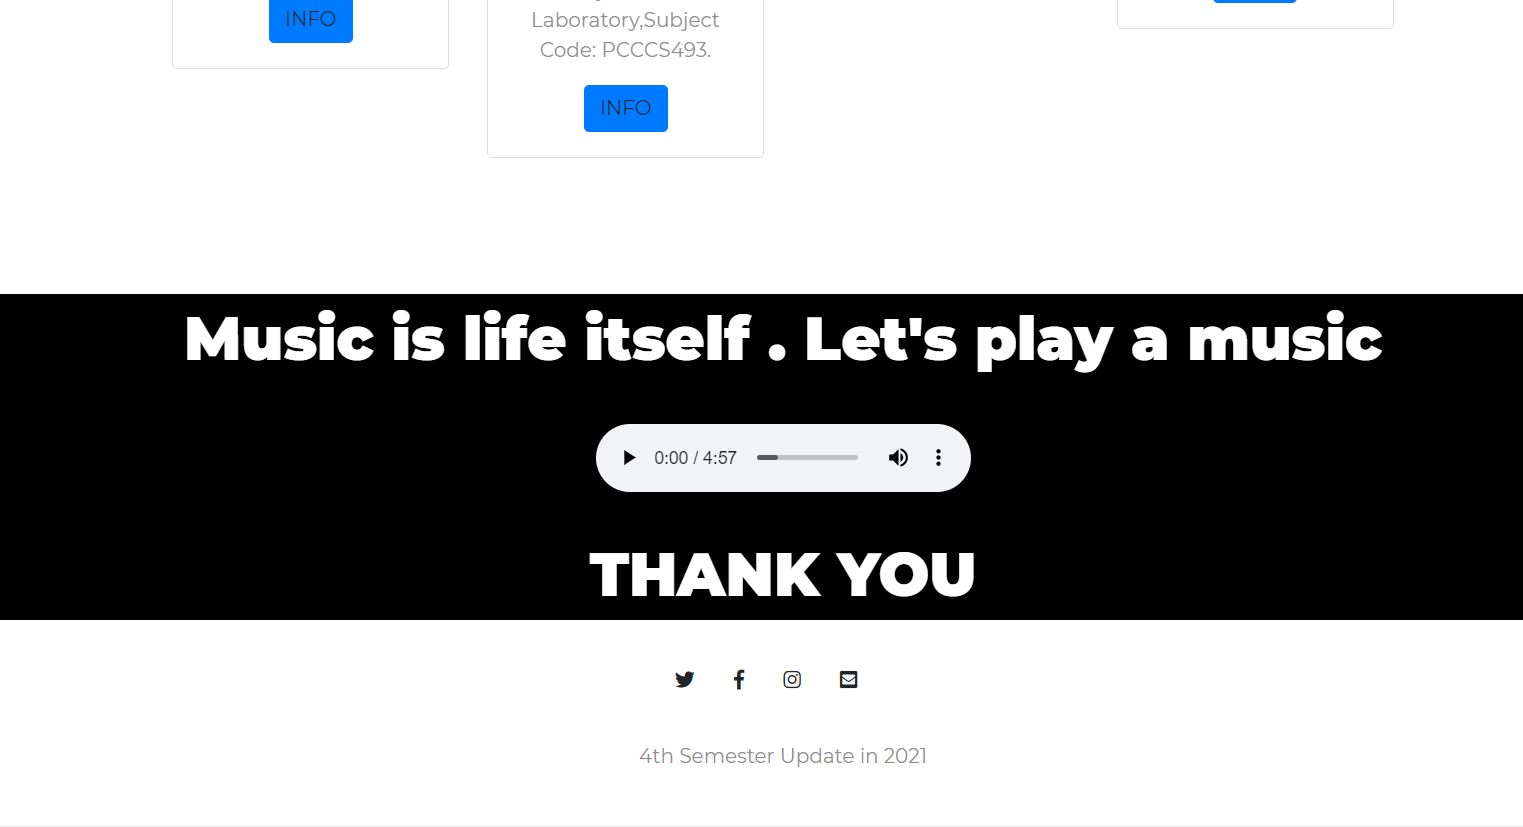 INFO
Laboratory,Subject
Code: PCCCS493.
INFO
Music is life itself . Let's play a music
0:00 / 4:57
THANK YOU
4th Semester Update in 2021